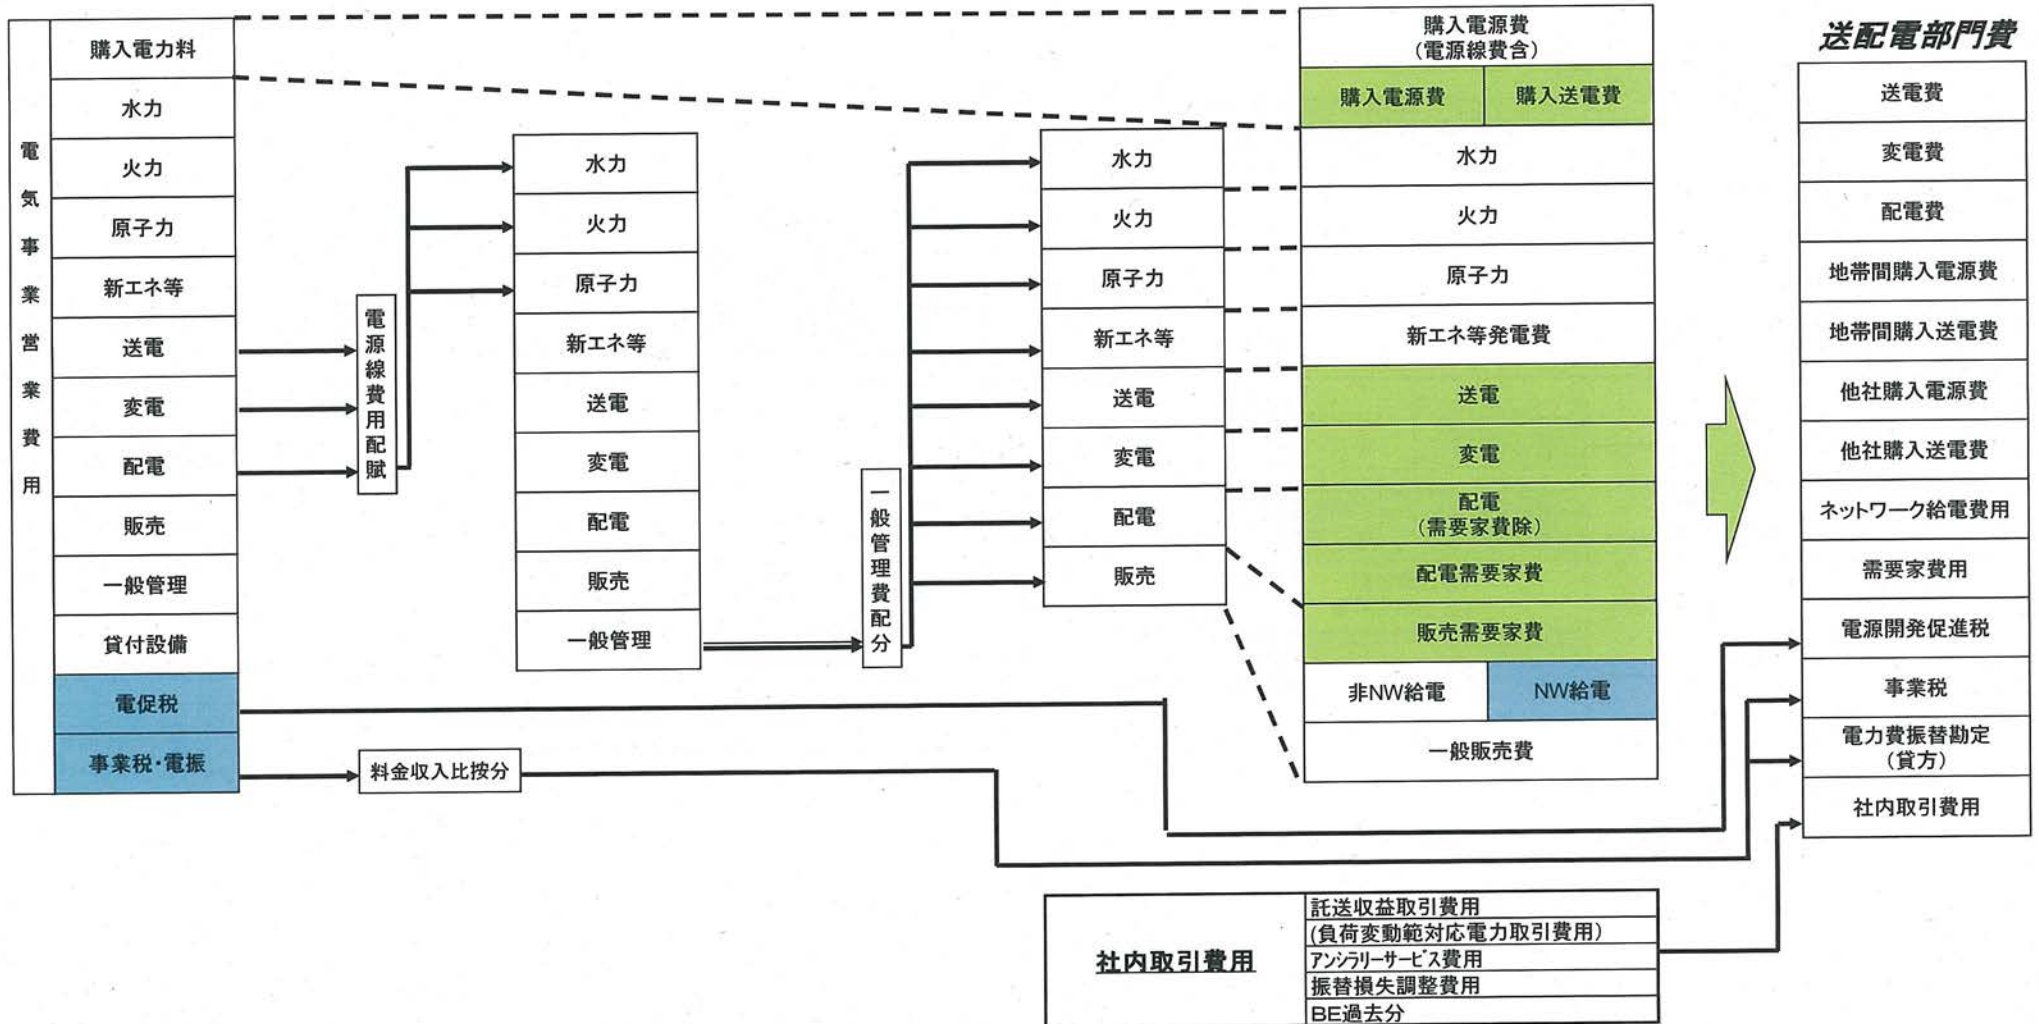 電気事業営業費用
購入電力料
水力
火力
原子力
新エネ等
送電
変電
配電
販売
一般管理
貸付設備
電促税
事業税・電振
電源線費用配賦
料金収入比按分
水力
火力
原子力
新エネ等
送電
変電
配電
販売
一般管理
一般管理費配分
水力
火力
原子力
新エネ等
送電
変電
配電
販売
購入電源費
(電源線費含)
購入電源費
購入送電費
水力
火力
原子力
新エネ等発電費
送電
変電
配電
(需要家費除)
配電需要家費
販売需要家費
非NW給電
NW給電
一般販売費
送配電部門費
送電費
変電費
配電費
地帯間購入電源費
地帯間購入送電費
他社購入電源費
他社購入送電費
ネットワーク給電費用
需要家費用
電源開発促進税
事業税
電力費振替勘定
(貸方)
社内取引費用
社内取引費用
託送収益取引費用
(負荷変動範対応電力取引費用)
アンシラリーサービス費用
振替損失調整費用
BE過去分